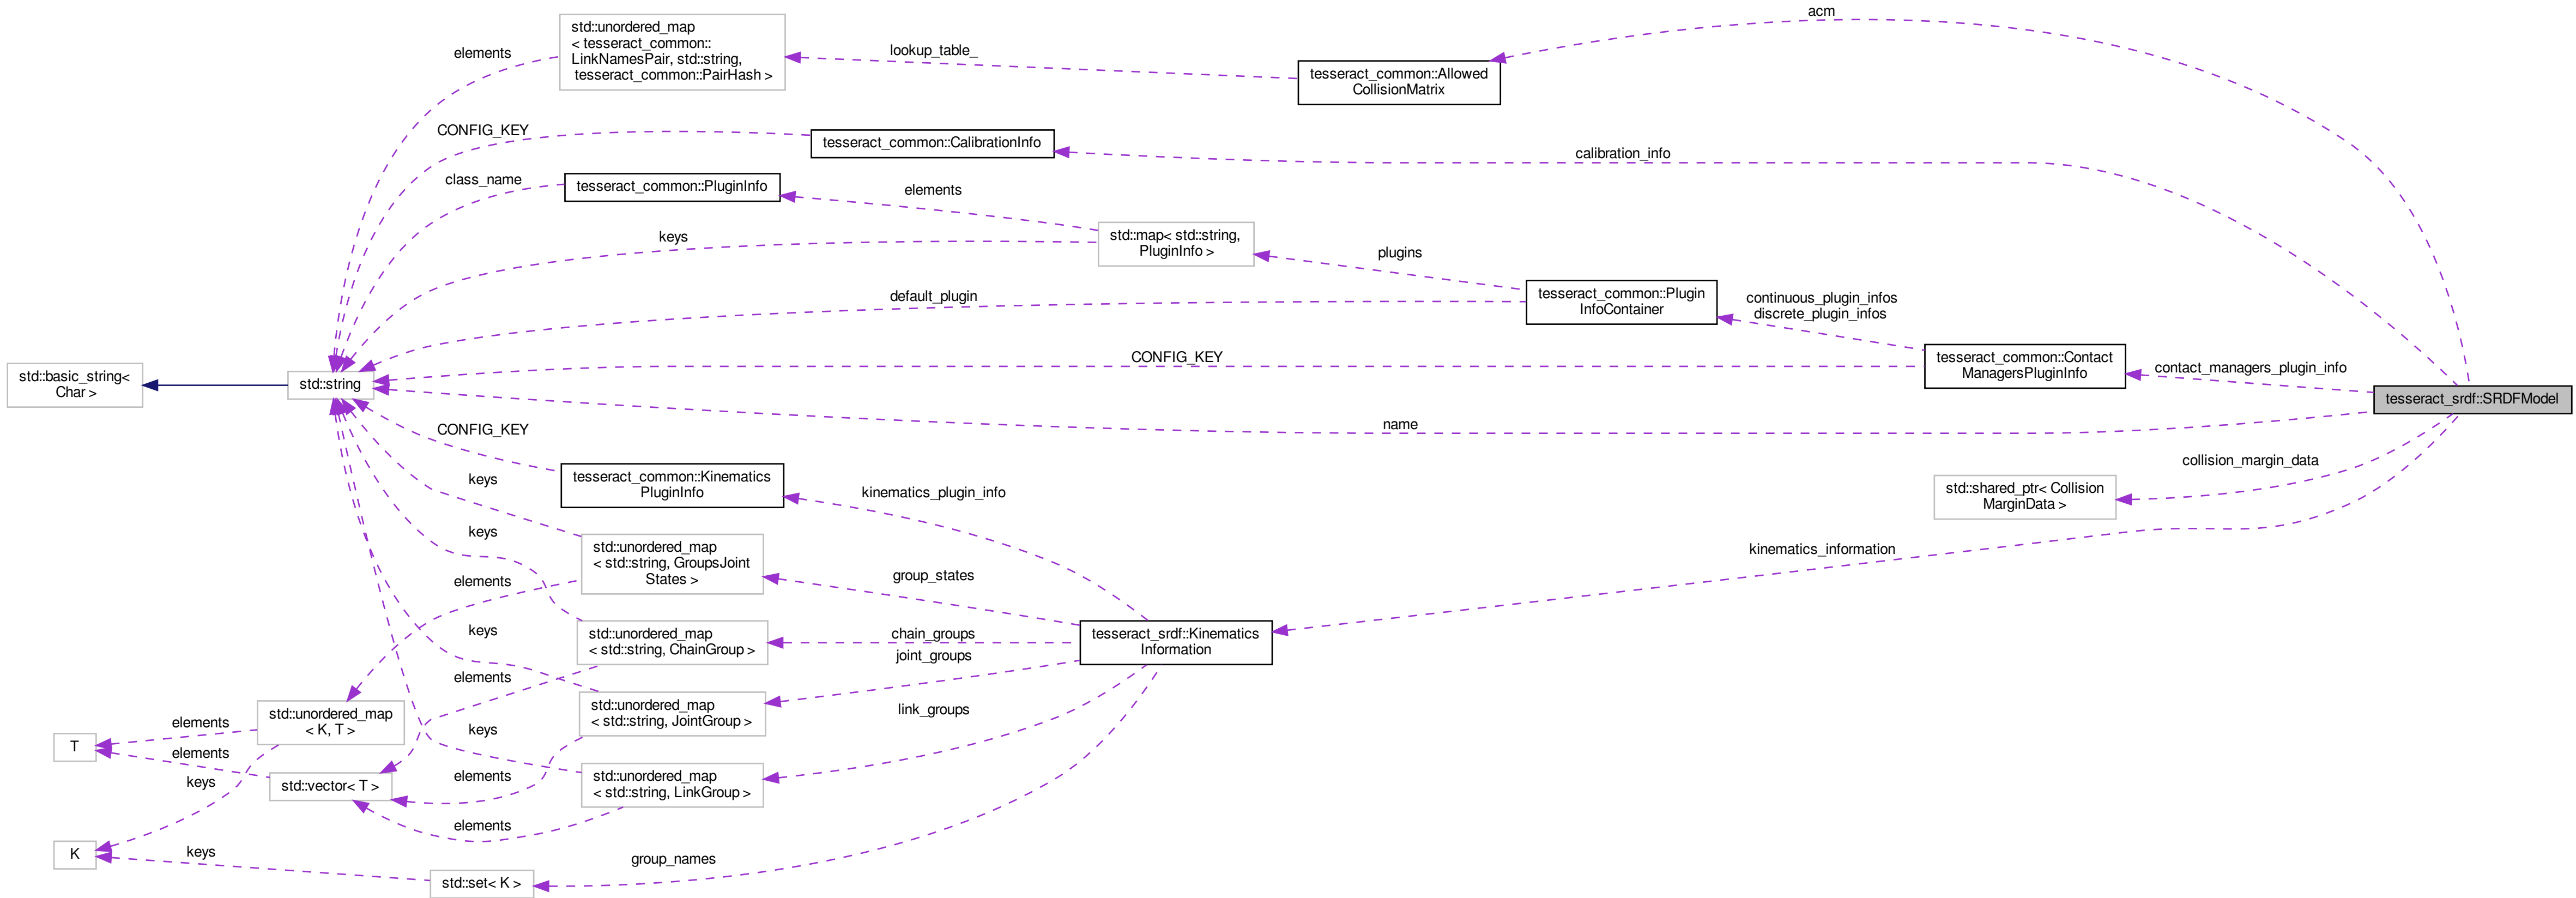 acm
std::unordered_map
< tesseract_common::
LinkNamesPair, std::string,
tesseract_common::PairHash >
elements
lookup_table_
tesseract_common::Allowed
CollisionMatrix
CONFIG_KEY
tesseract_common::CalibrationInfo
calibration_info
class_name
tesseract_common::PluginInfo
elements
keys
std::map< std::string,
PluginInfo >
plugins
default_plugin
tesseract_common::Plugin
InfoContainer
continuous_plugin_infos
discrete_plugin_infos
CONFIG_KEY
tesseract_common::Contact
ManagersPluginInfo
contact_managers_plugin_info
std::basic_string<
Char >
std::string
tesseract_srdf::SRDFModel
name
CONFIG_KEY
collision_margin_data
tesseract_common::Kinematics
PluginInfo
keys
kinematics_plugin_info
std::shared_ptr< Collision
MarginData >
keys
std::unordered_map
< std::string, GroupsJoint
States >
kinematics_information
elements
group_states
keys
std::unordered_map
< std::string, ChainGroup >
chain_groups
tesseract_srdf::Kinematics
Information
joint_groups
elements
std::unordered_map
< std::string, JointGroup >
link_groups
std::unordered_map
< K, T >
elements
keys
T
elements
keys
std::vector< T >
elements
std::unordered_map
< std::string, LinkGroup >
elements
K
keys
group_names
std::set< K >